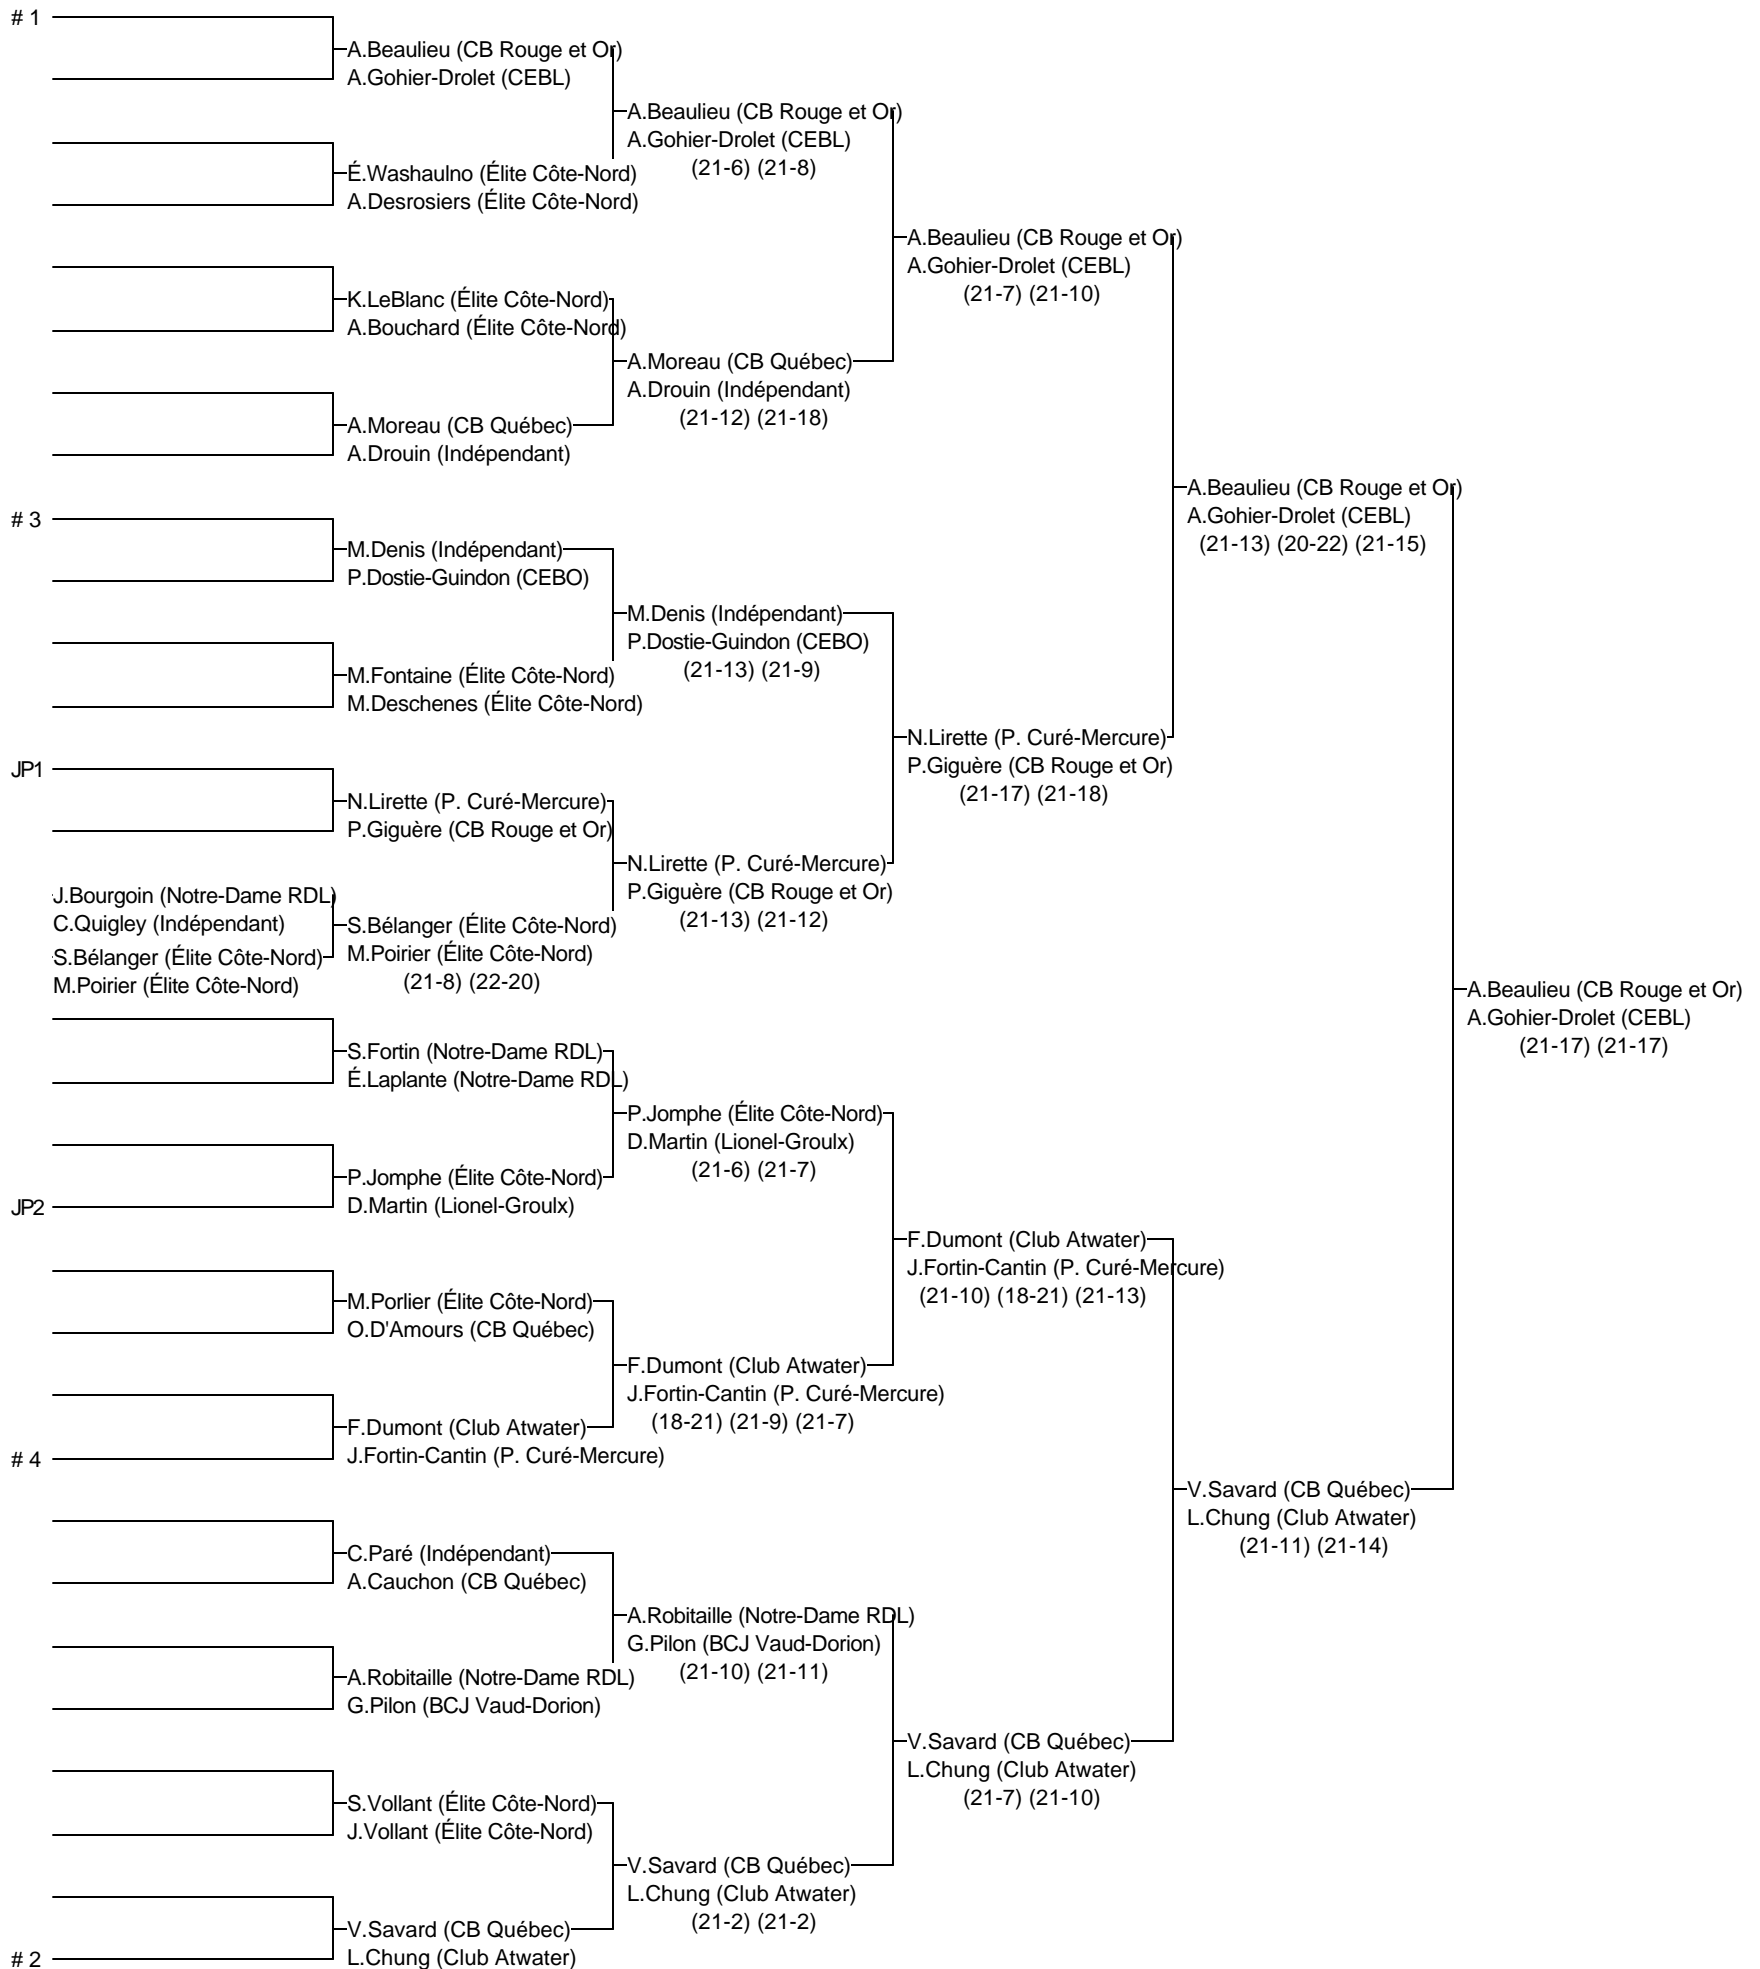 # 1
A.Beaulieu (CB Rouge et Or)
A.Gohier-Drolet (CEBL)
A.Beaulieu (CB Rouge et Or)
A.Gohier-Drolet (CEBL)
(21-6) (21-8)
É.Washaulno (Élite Côte-Nord)
A.Desrosiers (Élite Côte-Nord)
A.Beaulieu (CB Rouge et Or)
A.Gohier-Drolet (CEBL)
(21-7) (21-10)
K.LeBlanc (Élite Côte-Nord)
A.Bouchard (Élite Côte-Nord)
A.Moreau (CB Québec)
A.Drouin (Indépendant)
(21-12) (21-18)
A.Moreau (CB Québec)
A.Drouin (Indépendant)
A.Beaulieu (CB Rouge et Or)
A.Gohier-Drolet (CEBL)
(21-13) (20-22) (21-15)
# 3
M.Denis (Indépendant)
P.Dostie-Guindon (CEBO)
M.Denis (Indépendant)
P.Dostie-Guindon (CEBO)
(21-13) (21-9)
M.Fontaine (Élite Côte-Nord)
M.Deschenes (Élite Côte-Nord)
N.Lirette (P. Curé-Mercure)
P.Giguère (CB Rouge et Or)
(21-17) (21-18)
JP1
N.Lirette (P. Curé-Mercure)
P.Giguère (CB Rouge et Or)
N.Lirette (P. Curé-Mercure)
P.Giguère (CB Rouge et Or)
(21-13) (21-12)
J.Bourgoin (Notre-Dame RDL)
C.Quigley (Indépendant)
S.Bélanger (Élite Côte-Nord)
M.Poirier (Élite Côte-Nord)
S.Bélanger (Élite Côte-Nord)
M.Poirier (Élite Côte-Nord)
(21-8) (22-20)
A.Beaulieu (CB Rouge et Or)
A.Gohier-Drolet (CEBL)
(21-17) (21-17)
S.Fortin (Notre-Dame RDL)
É.Laplante (Notre-Dame RDL)
P.Jomphe (Élite Côte-Nord)
D.Martin (Lionel-Groulx)
(21-6) (21-7)
P.Jomphe (Élite Côte-Nord)
D.Martin (Lionel-Groulx)
JP2
F.Dumont (Club Atwater)
J.Fortin-Cantin (P. Curé-Mercure)
(21-10) (18-21) (21-13)
M.Porlier (Élite Côte-Nord)
O.D'Amours (CB Québec)
F.Dumont (Club Atwater)
J.Fortin-Cantin (P. Curé-Mercure)
(18-21) (21-9) (21-7)
F.Dumont (Club Atwater)
J.Fortin-Cantin (P. Curé-Mercure)
# 4
V.Savard (CB Québec)
L.Chung (Club Atwater)
(21-11) (21-14)
C.Paré (Indépendant)
A.Cauchon (CB Québec)
A.Robitaille (Notre-Dame RDL)
G.Pilon (BCJ Vaud-Dorion)
(21-10) (21-11)
A.Robitaille (Notre-Dame RDL)
G.Pilon (BCJ Vaud-Dorion)
V.Savard (CB Québec)
L.Chung (Club Atwater)
(21-7) (21-10)
S.Vollant (Élite Côte-Nord)
J.Vollant (Élite Côte-Nord)
V.Savard (CB Québec)
L.Chung (Club Atwater)
(21-2) (21-2)
V.Savard (CB Québec)
L.Chung (Club Atwater)
# 2